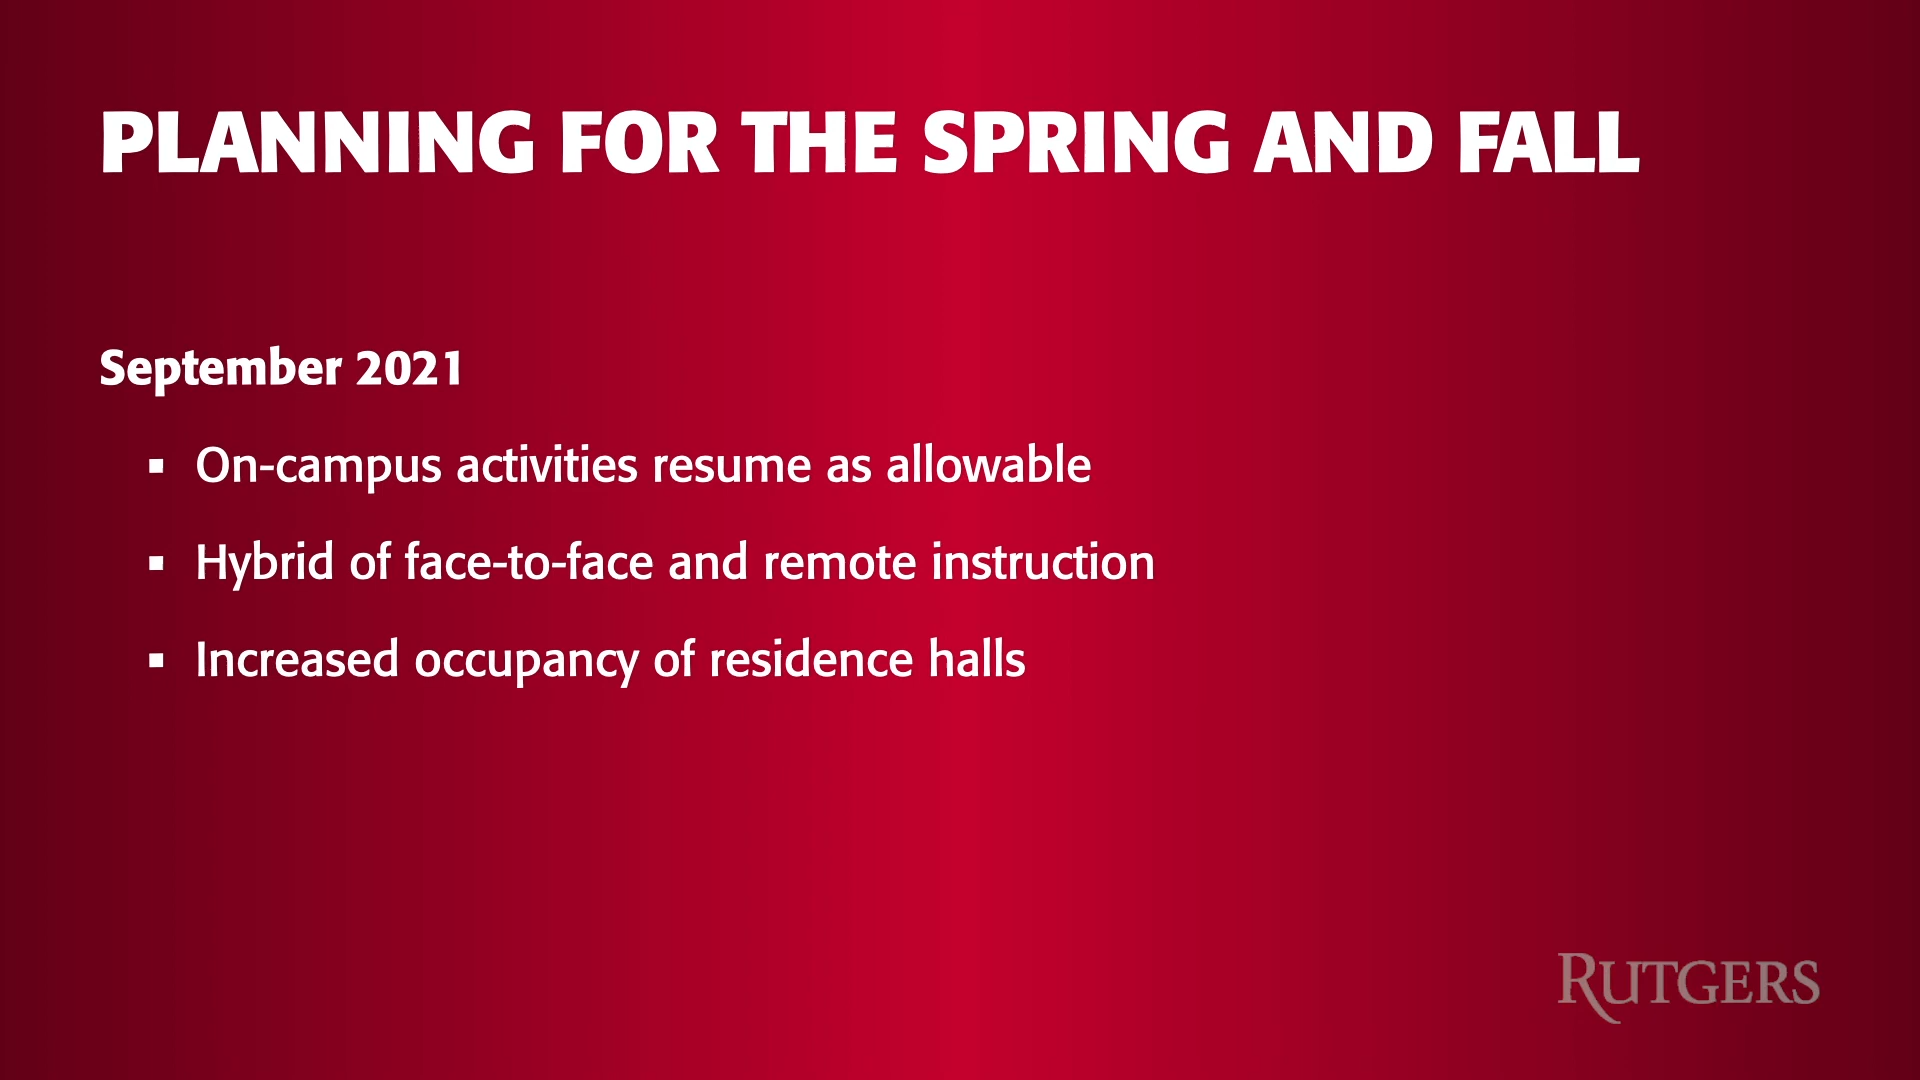 PLANNING FOR THE SPRING AND FALL
September 2021
▪ On-campus activities resume as allowable
▪ Hybrid of face-to-face and remote instruction
▪ Increased occupancy of residence halls
RUTGERS